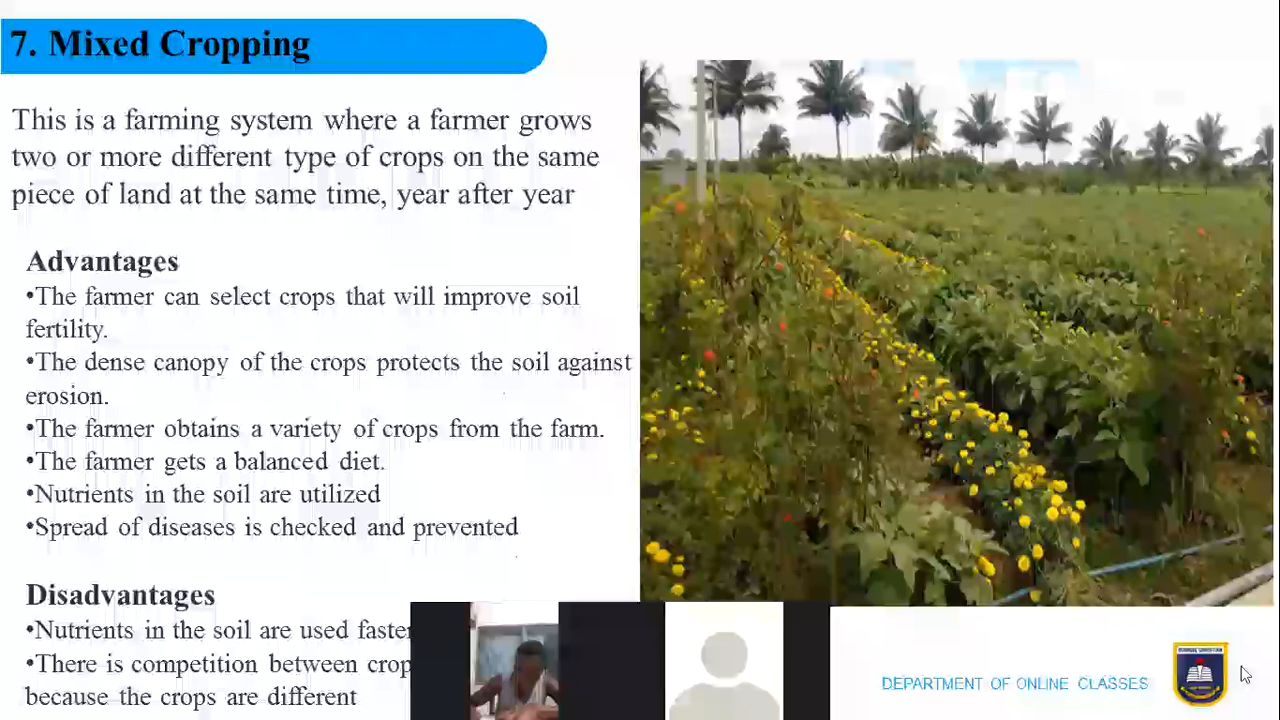 7. Mixed Cropping
This is a farming system where a farmer grows
two or more different type of crops on the same
piece of land at the same time, year after year
Advantages
•The farmer can select crops that will improve soil
fertility.
•The dense canopy of the crops protects the soil against
erosion.
•The farmer obtains a variety of crops from the farm.
•The farmer gets a balanced diet.
•Nutrients in the soil are utilized
•Spread of diseases is checked and prevented
Disadvantages
•Nutrients in the soil are used faster
•There is competition between crop
because the crops are different
DEPARTMENT OF ONLINE CLASSES